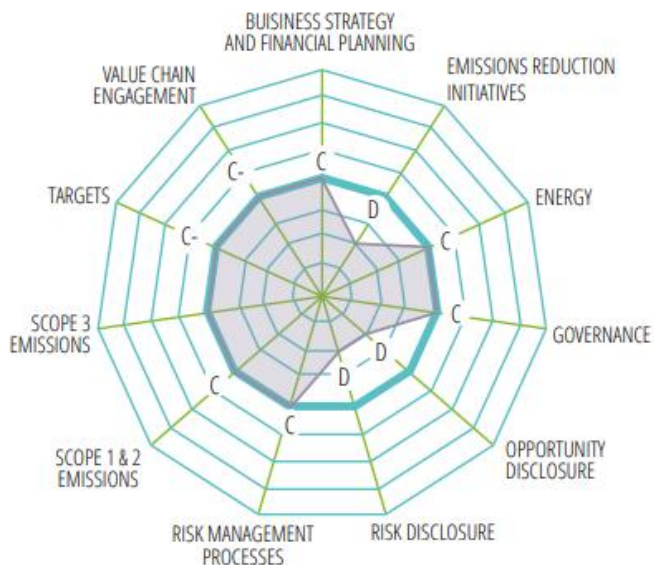 BUISINESS STRATEGY
AND FINANCIAL PLANNING
EMISSIONS REDUCTION
INITIATIVES
VALUE CHAIN
ENGAGEMENT
C-
C
D
TARGETS
ENERGY
C-
C
SCOPE 3
EMISSIONS
C
GOVERNANCE
C
D
D
C
SCOPE 1 & 2
EMISSIONS
OPPORTUNITY
DISCLOSURE
RISK MANAGEMENT
PROCESSES
RISK DISCLOSURE